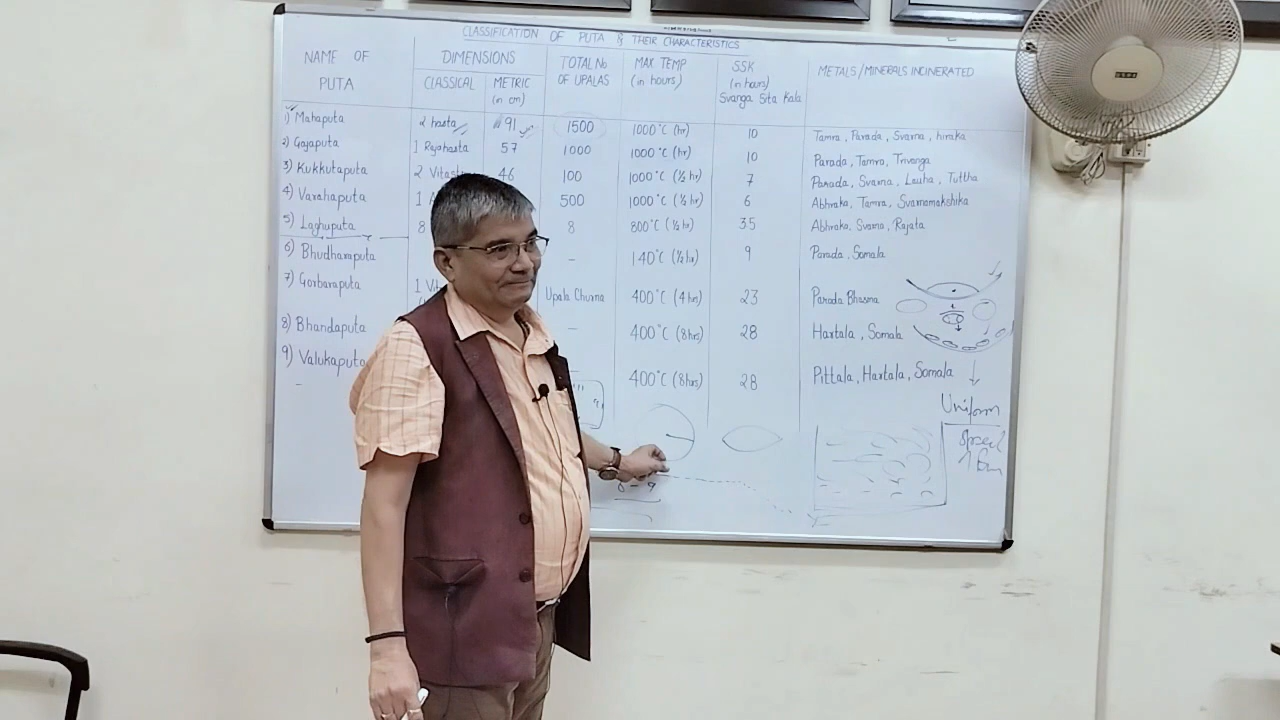 CLASSIFICATION OF PUTA & THEIR CHARACTERISTICS
NAME OF PUTA
DIMENSIONS
CLASSICAL
METRIC (in cm)
TOTAL No OF UPALAS
MAX TEMP (in hours)
SSK (in hours) Svanga Sita Kala
METALS/MINERALS INCINERATED
1) Mahaputa 2 hasta 91 1500 1000°C (hr) 10 Tamra, Parada, Svarna, hiraka
2) Gajaputa 1 Rajahasta 57 1000 1000°C (hr) 10 Parada, Tamra, Trivanga
3) Kukkutaputa 2 Vitasti 46 100 1000°C (½ hr) 7 Parada, Svarna, Lauha, Tuttha
4) Varahaputa 1 500 1000°C (½ hr) 6 Abhraka, Tamra, Svarnamakshika
5) Laghuputa 8 8 800°C (½ hr) 35 Abhraka, Svarna, Rajata
6) Bhudharaputa - 140°C (½ hr) 9 Parada, Somala
7) Gorbaraputa 1 Vi Upala Churna 400°C (4 hrs) 23 Parada Bhasma
8) Bhandaputa - 400°C (8hrs) 28 Hartala, Somala
9) Valukaputa 400°C (8hrs) 28 Pittala, Hartala, Somala
-
Uniform